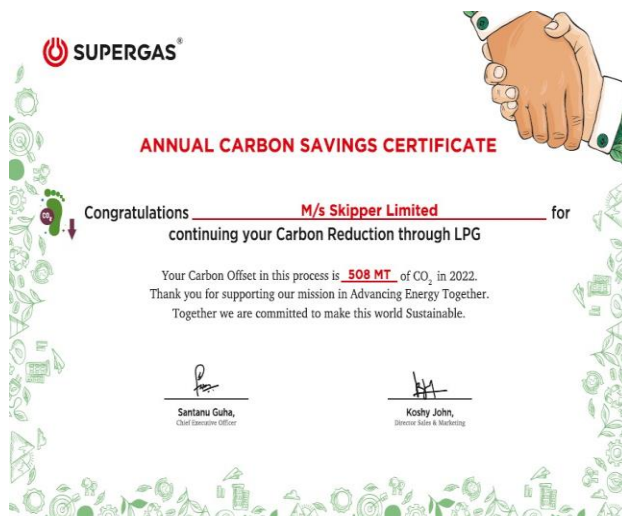 SUPERGAS®
ANNUAL CARBON SAVINGS CERTIFICATE
CO₂
Congratulations M/s Skipper Limited for
continuing your Carbon Reduction through LPG
Your Carbon Offset in this process is 508 MT of CO₂ in 2022.
Thank you for supporting our mission in Advancing Energy Together.
Together we are committed to make this world Sustainable.
Santanu Guha, Koshy John,
Chief Executive Officer Director Sales & Marketing